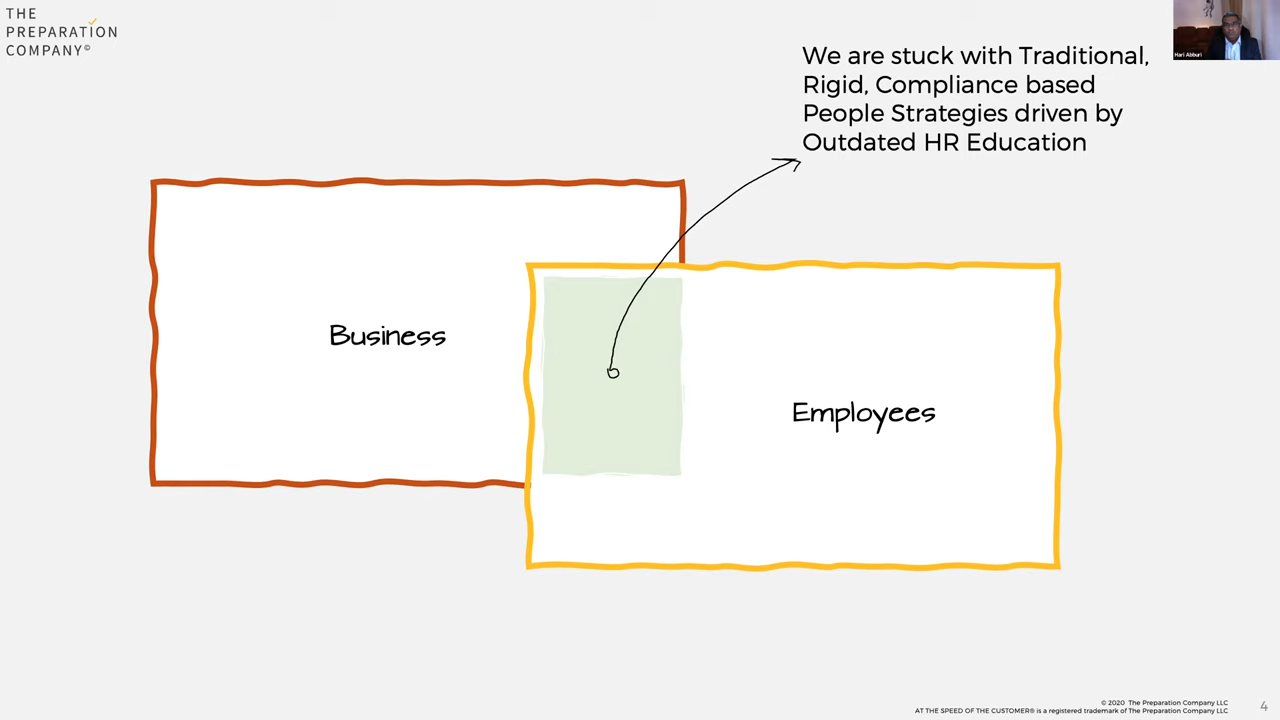 THE
PREPARATION
COMPANY©
We are stuck with Traditional,
Rigid, Compliance based
People Strategies driven by
Outdated HR Education
Hari Abburi
Business
Employees
© 2020 The Preparation Company LLC
AT THE SPEED OF THE CUSTOMER® is a registered trademark of The Preparation Company LLC
4